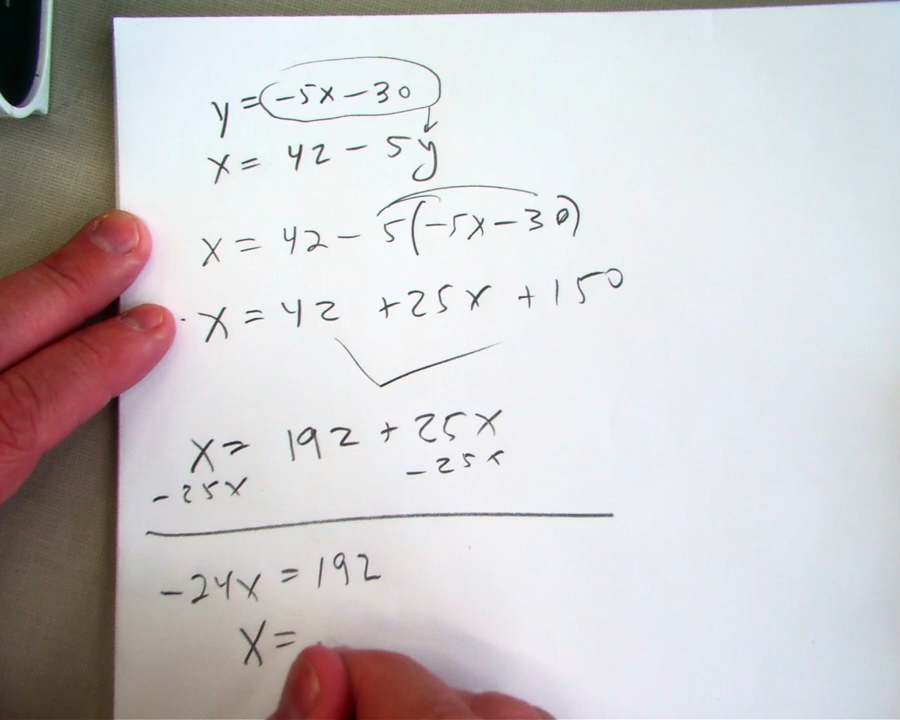 y = -5x - 30
x = 42 - 5y
x = 42 - 5(-5x - 30)
x = 42 + 25x + 150
x = 192 + 25x
-25x -25x
-24x = 192
x =